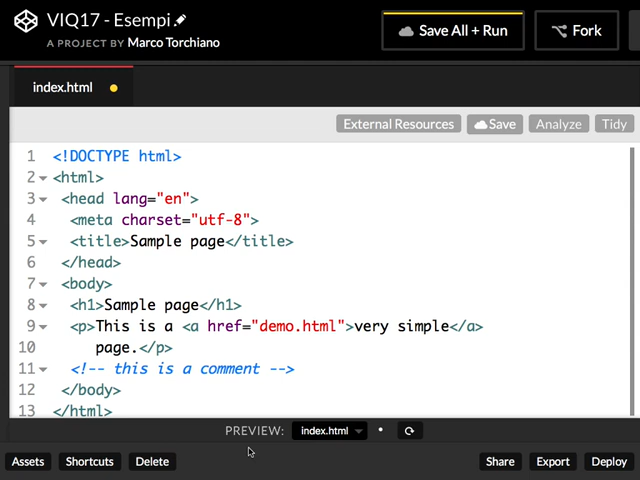 VIQ17 - Esempi
A PROJECT BY Marco Torchiano
Save All + Run
Fork
index.html
External Resources
Save
Analyze
Tidy
1 <!DOCTYPE html>
2 <html>
3 <head lang="en">
4 <meta charset="utf-8">
5 <title>Sample page</title>
6 </head>
7 <body>
8 <h1>Sample page</h1>
9 <p>This is a <a href="demo.html">very simple</a>
10 page.</p>
11 <!-- this is a comment -->
12 </body>
13 </html>
PREVIEW: index.html
Assets
Shortcuts
Delete
Share
Export
Deploy